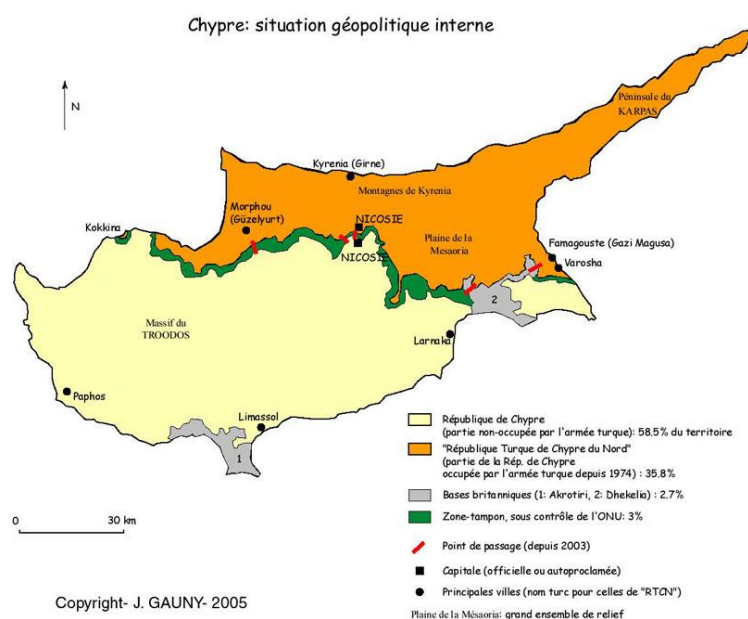 Chypre: situation géopolitique interne
N
Péninsule du
KARPAS
Kyrenia (Girne)
Montagnes de Kyrenia
Morphou
(Güzelyurt)
Kokkina
NICOSIE
NICOSIE
Plaine de la
Mesaoria
Famagouste (Gazi Magusa)
Varosha
2
Massif du
TROODOS
Larnaka
Paphos
Limassol
1
République de Chypre
(partie non-occupée par l'armée turque): 58.5% du territoire
"République Turque de Chypre du Nord"
(partie de la Rép. de Chypre
occupée par l'armée turque depuis 1974) : 35.8%
Bases britanniques (1: Akrotiri, 2: Dhekelia) : 2.7%
Zone-tampon, sous contrôle de l'ONU: 3%
0 30 km
Point de passage (depuis 2003)
Capitale (officielle ou autoproclamée)
Principales villes (nom turc pour celles de "RTCN")
Plaine de la Mésaoria: grand ensemble de relief
Copyright- J. GAUNY- 2005